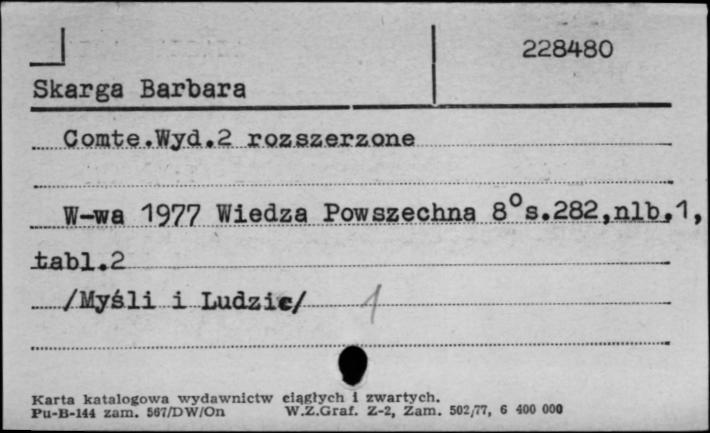 228480
Skarga Barbara
Comte.Wyd.2 rozszerzone
W-wa 1977 Wiedza Powszechna 8°s.282,nlb.1,
tabl.2
/Myśli i Ludzie/ 1
Karta katalogowa wydawnictw ciągłych i zwartych.
Pu-B-144 zam. 567/DW/On W.Z.Graf. Z-2, Zam. 502/77, 6 400 000